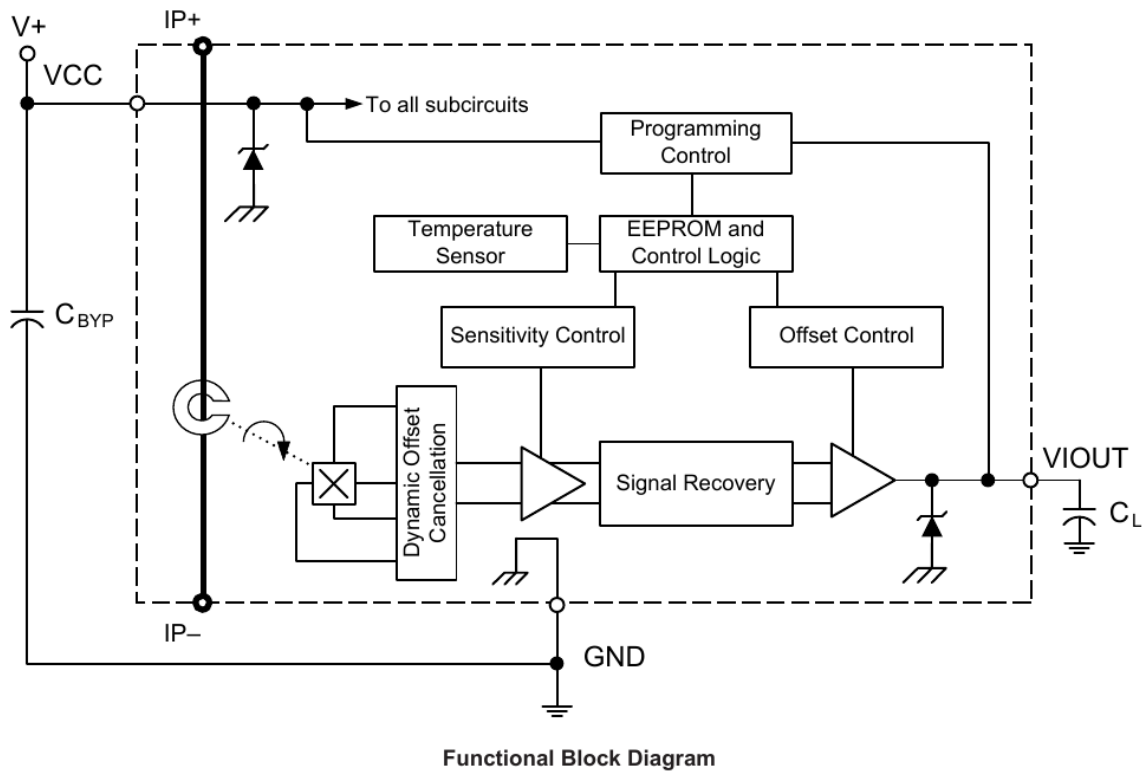 V+
IP+
VCC
To all subcircuits
Programming
Control
Temperature
Sensor
EEPROM and
Control Logic
C BYP
Sensitivity Control
Offset Control
Dynamic Offset
Cancellation
Signal Recovery
VIOUT
C L
IP–
GND
Functional Block Diagram